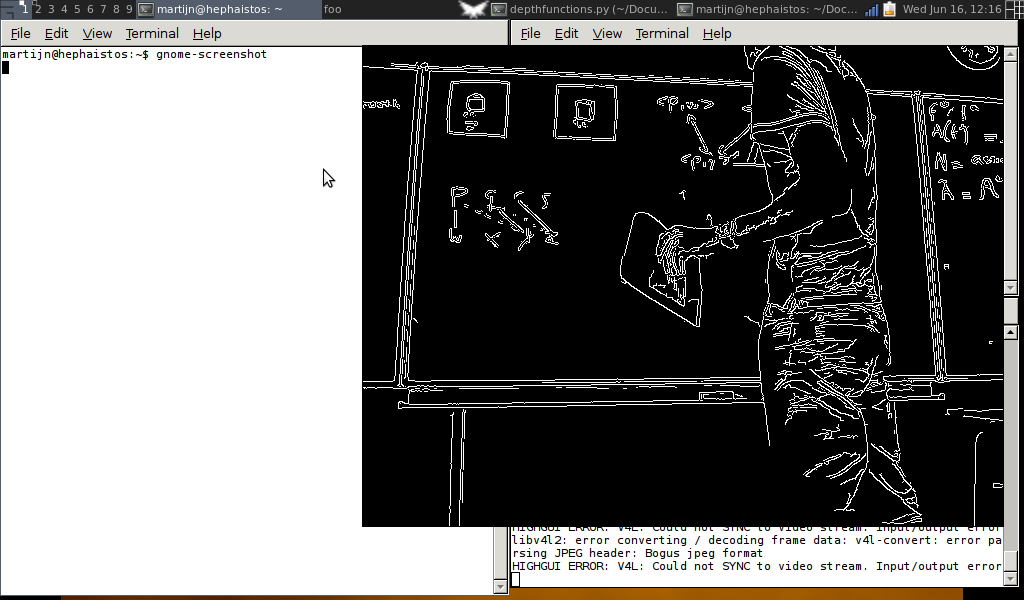 1 2 3 4 5 6 7 8 9 martijn@hephaistos: ~ foo depthfunctions.py (~/Docu... martijn@hephaistos: ~/Doc... Wed Jun 16, 12:16
File Edit View Terminal Help
File Edit View Terminal Help
martijn@hephaistos:~$ gnome-screenshot
HIGHGUI ERROR: V4L: Could not SYNC to video stream. Input/output error
libv4l2: error converting / decoding frame data: v4l-convert: error pa
rsing JPEG header: Bogus jpeg format
HIGHGUI ERROR: V4L: Could not SYNC to video stream. Input/output error